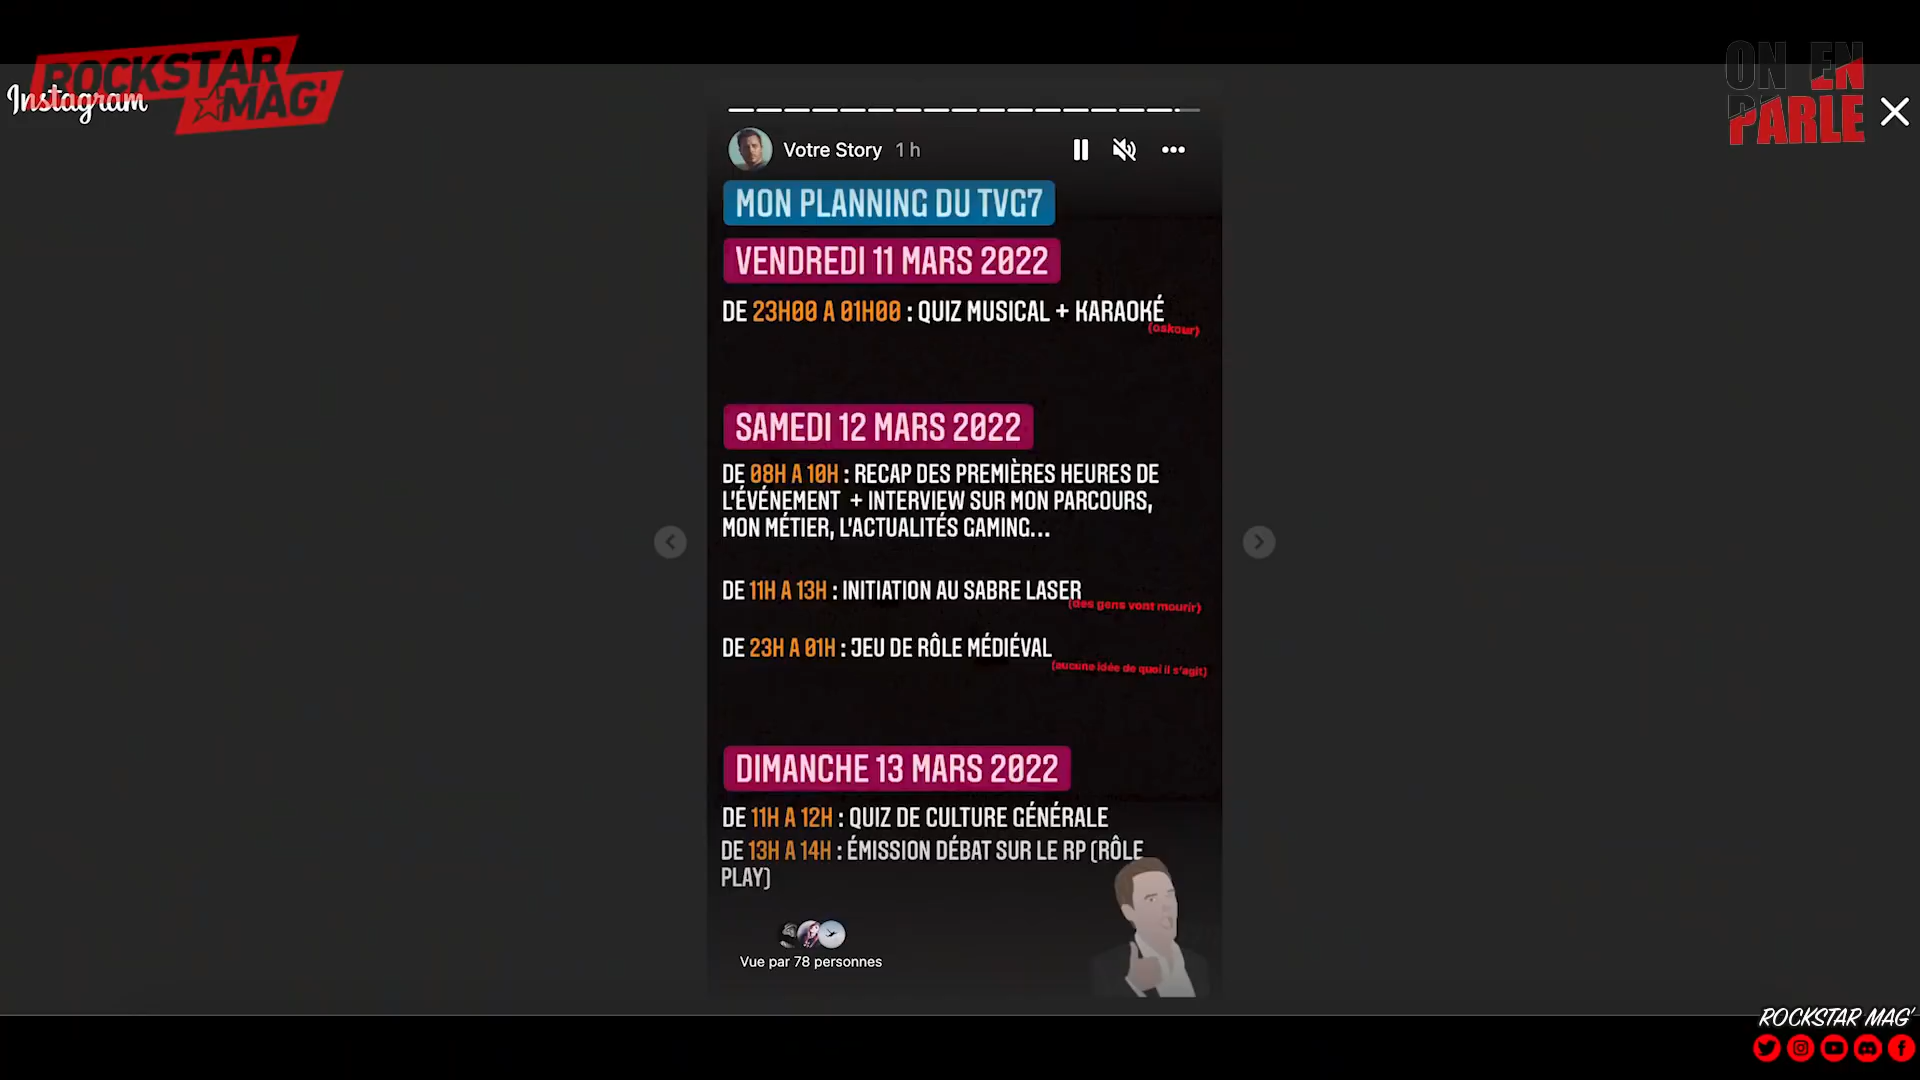 ROCKSTAR
MAG'
Instagram
ON EN
PARLE
Votre Story 1 h
MON PLANNING DU TVG7
VENDREDI 11 MARS 2022
DE 23H00 A 01H00 : QUIZ MUSICAL + KARAOKÉ
(oskour)
SAMEDI 12 MARS 2022
DE 08H A 10H : RECAP DES PREMIÈRES HEURES DE
L'ÉVÉNEMENT + INTERVIEW SUR MON PARCOURS,
MON MÉTIER, L'ACTUALITÉS GAMING...
DE 11H A 13H : INITIATION AU SABRE LASER
(des gens vont mourir)
DE 23H A 01H : JEU DE RÔLE MÉDIÉVAL
(aucune idée de quoi il s'agit)
DIMANCHE 13 MARS 2022
DE 11H A 12H : QUIZ DE CULTURE GÉNÉRALE
DE 13H A 14H : ÉMISSION DÉBAT SUR LE RP (RÔLE
PLAY)
Vue par 78 personnes
ROCKSTAR MAG'